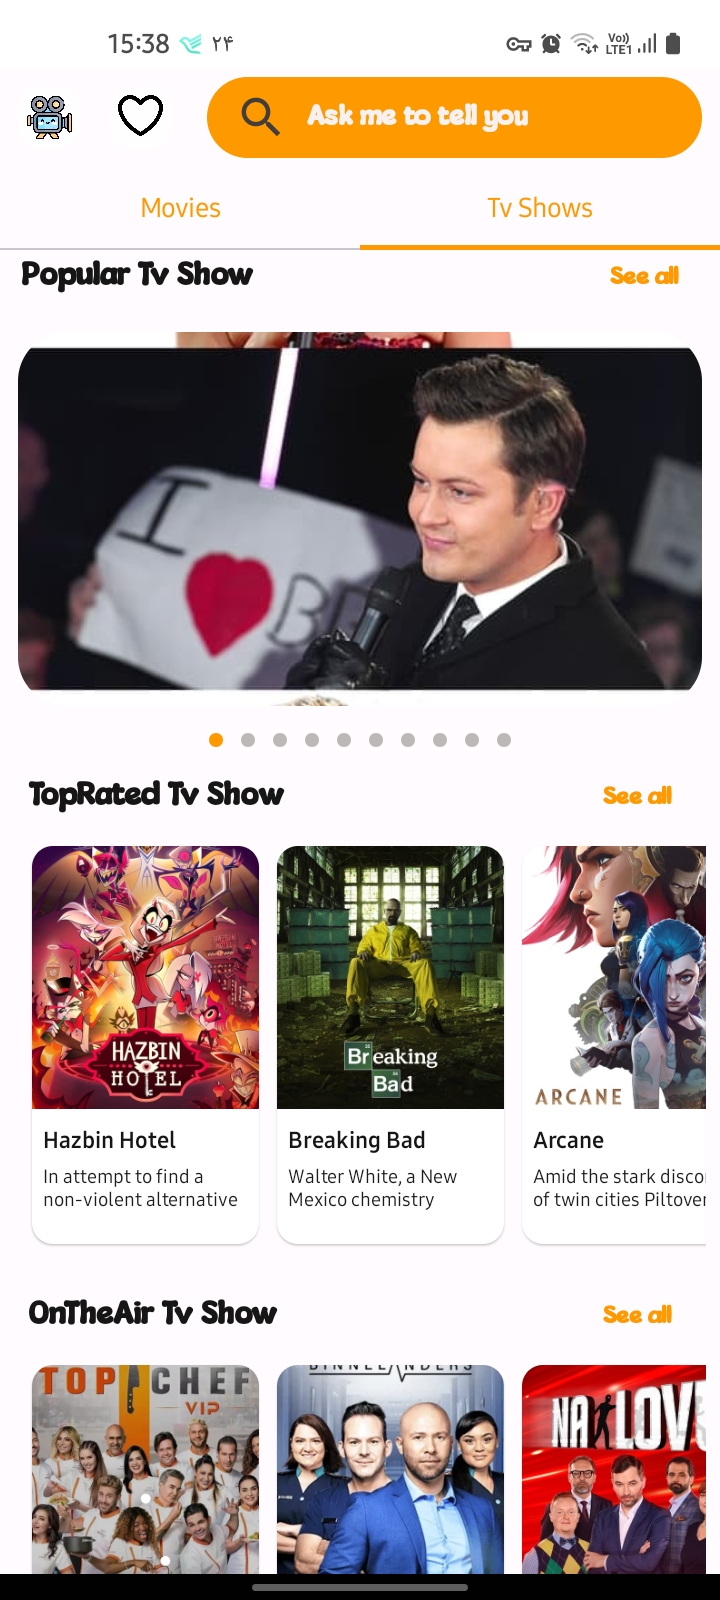 15:38 ۲۴ Vo)) LTE1
Ask me to tell you
Movies Tv Shows
Popular Tv Show See all
I ❤ B
TopRated Tv Show See all
HAZBIN
HOTEL
Breaking
Bad
ARCANE
Hazbin Hotel
In attempt to find a
non-violent alternative
Breaking Bad
Walter White, a New
Mexico chemistry
Arcane
Amid the stark disco
of twin cities Piltover
OnTheAir Tv Show See all
TOP CHEF
VIP
BINNELANDERS
NA LOV